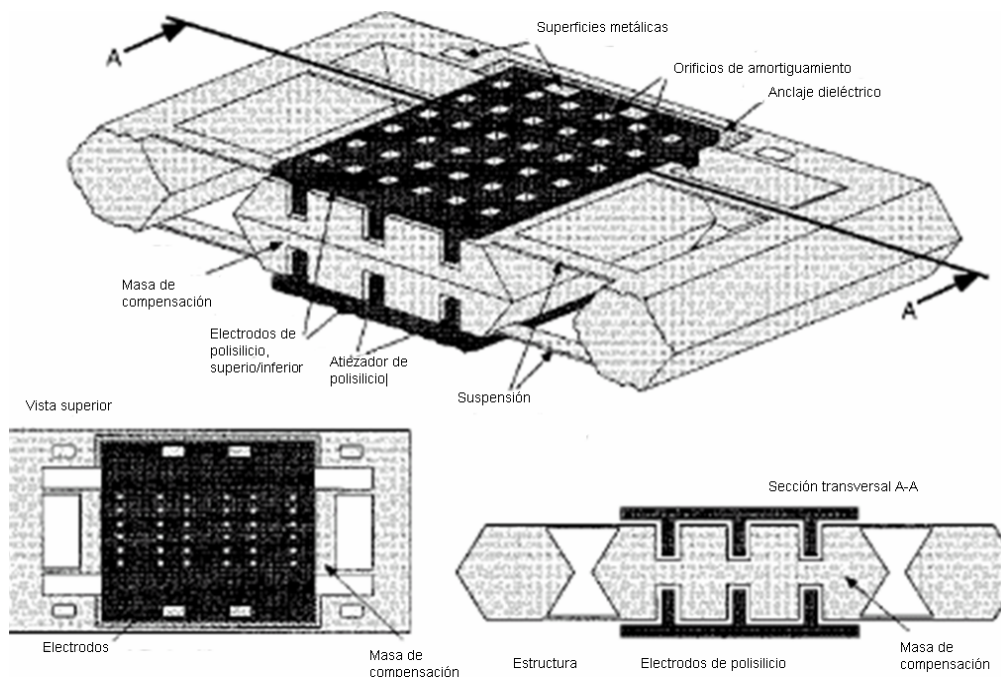 Superficies metálicas
A
Orificios de amortiguamiento
Anclaje dieléctrico
Masa de
compensación
A
Electrodos de
polisilicio,
superio/inferior
Atiezador de
polisilicio|
Suspensión
Vista superior
Sección transversal A-A
Electrodos
Masa de
compensación
Estructura
Electrodos de polisilicio
Masa de
compensación